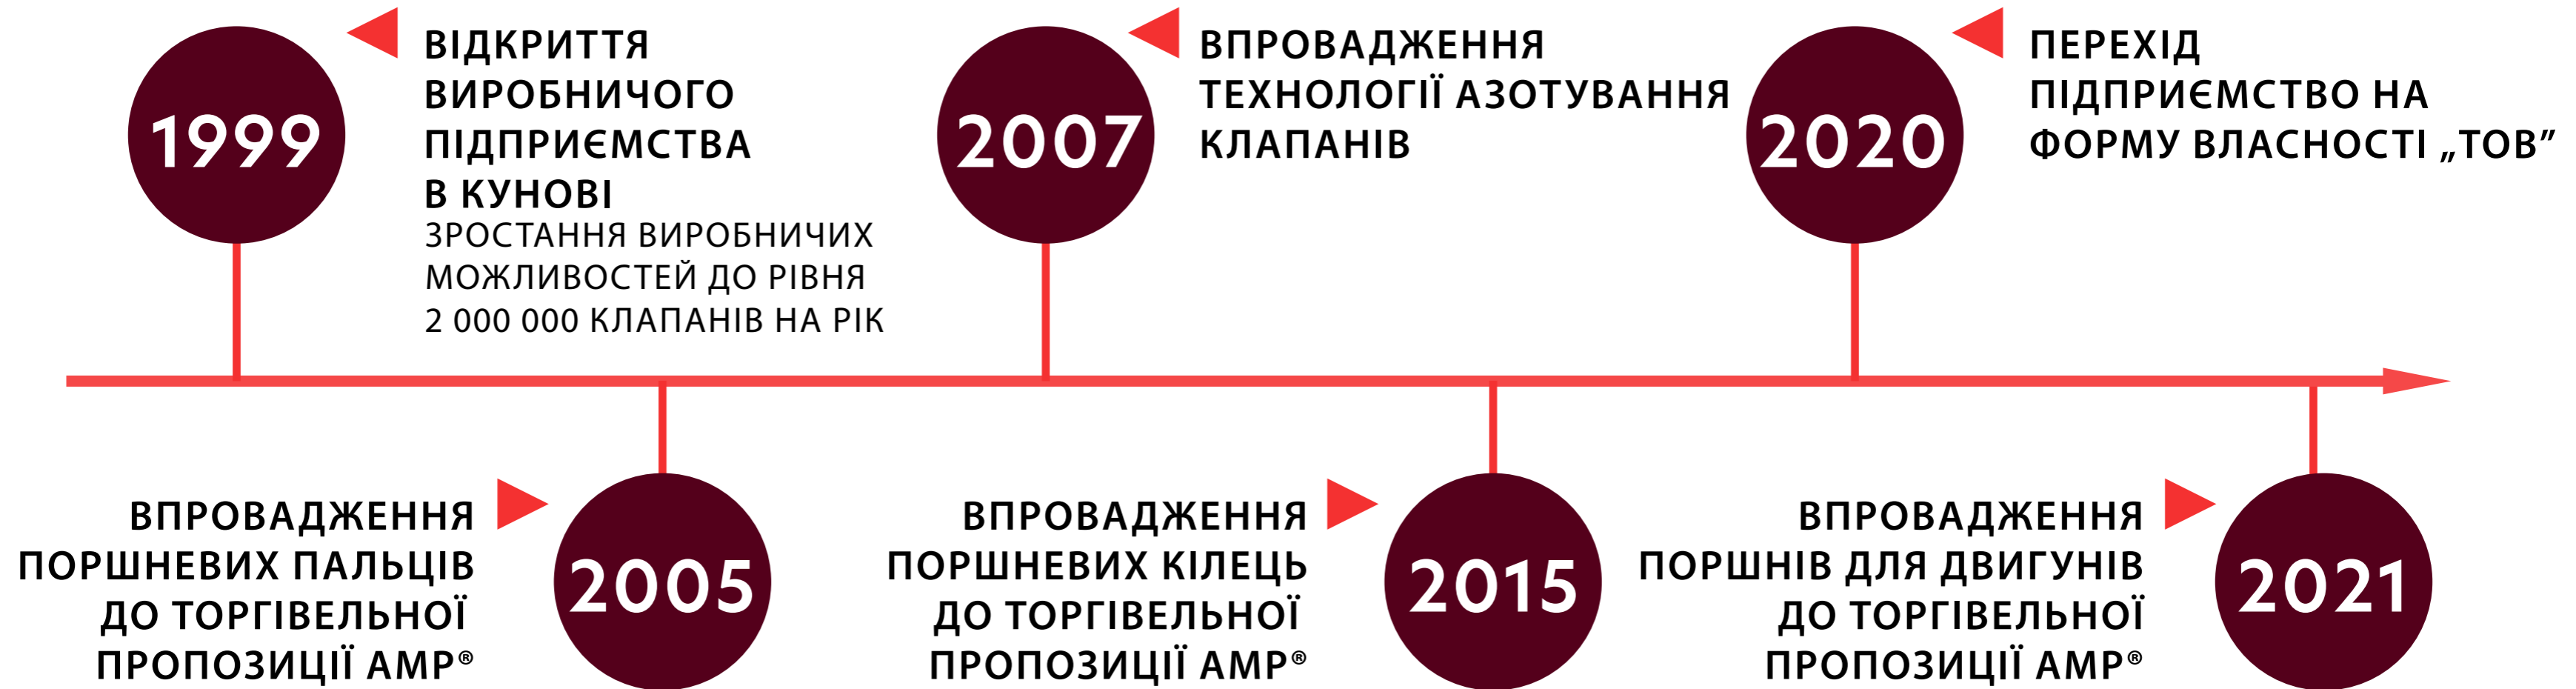 1999
ВІДКРИТТЯ
ВИРОБНИЧОГО
ПІДПРИЄМСТВА
В КУНОВІ
ЗРОСТАННЯ ВИРОБНИЧИХ
МОЖЛИВОСТЕЙ ДО РІВНЯ
2 000 000 КЛАПАНІВ НА РІК
2007
ВПРОВАДЖЕННЯ
ТЕХНОЛОГІЇ АЗОТУВАННЯ
КЛАПАНІВ
2020
ПЕРЕХІД
ПІДПРИЄМСТВО НА
ФОРМУ ВЛАСНОСТІ „ТОВ”
ВПРОВАДЖЕННЯ
ПОРШНЕВИХ ПАЛЬЦІВ
ДО ТОРГІВЕЛЬНОЇ
ПРОПОЗИЦІЇ AMP®
2005
ВПРОВАДЖЕННЯ
ПОРШНЕВИХ КІЛЕЦЬ
ДО ТОРГІВЕЛЬНОЇ
ПРОПОЗИЦІЇ AMP®
2015
ВПРОВАДЖЕННЯ
ПОРШНІВ ДЛЯ ДВИГУНІВ
ДО ТОРГІВЕЛЬНОЇ
ПРОПОЗИЦІЇ AMP®
2021